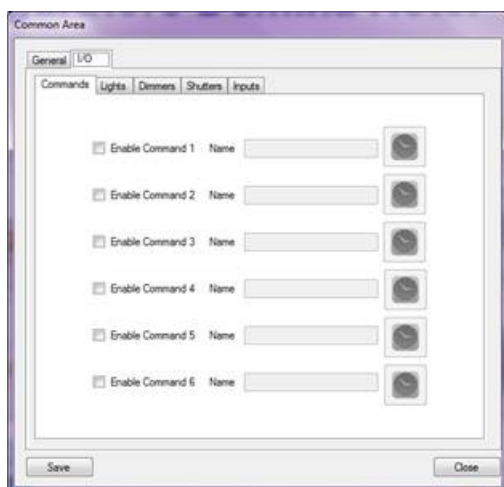 Common Area
General I/O
Commands Lights Dimmers Shutters Inputs
Enable Command 1 Name
Enable Command 2 Name
Enable Command 3 Name
Enable Command 4 Name
Enable Command 5 Name
Enable Command 6 Name
Save Close